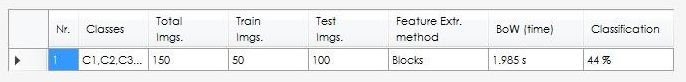 Nr. Classes Total Imgs. Train Imgs. Test Imgs. Feature Extr. method BoW (time) Classification
1 C1,C2,C3... 150 50 100 Blocks 1.985 s 44 %